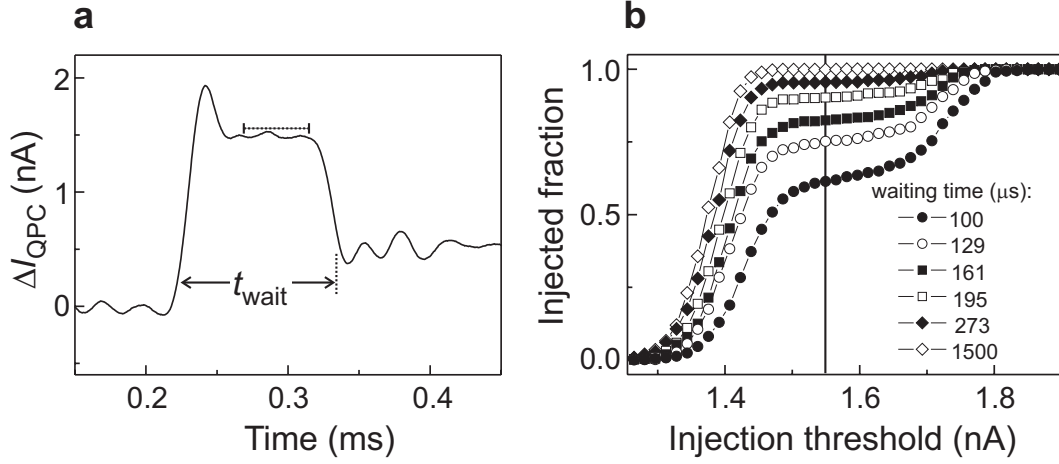 a
ΔI_QPC (nA)
2
1
0
t_wait
0.2
0.3
0.4
Time (ms)
b
Injected fraction
1.0
0.5
0.0
waiting time (μs):
100
129
161
195
273
1500
1.4
1.6
1.8
Injection threshold (nA)